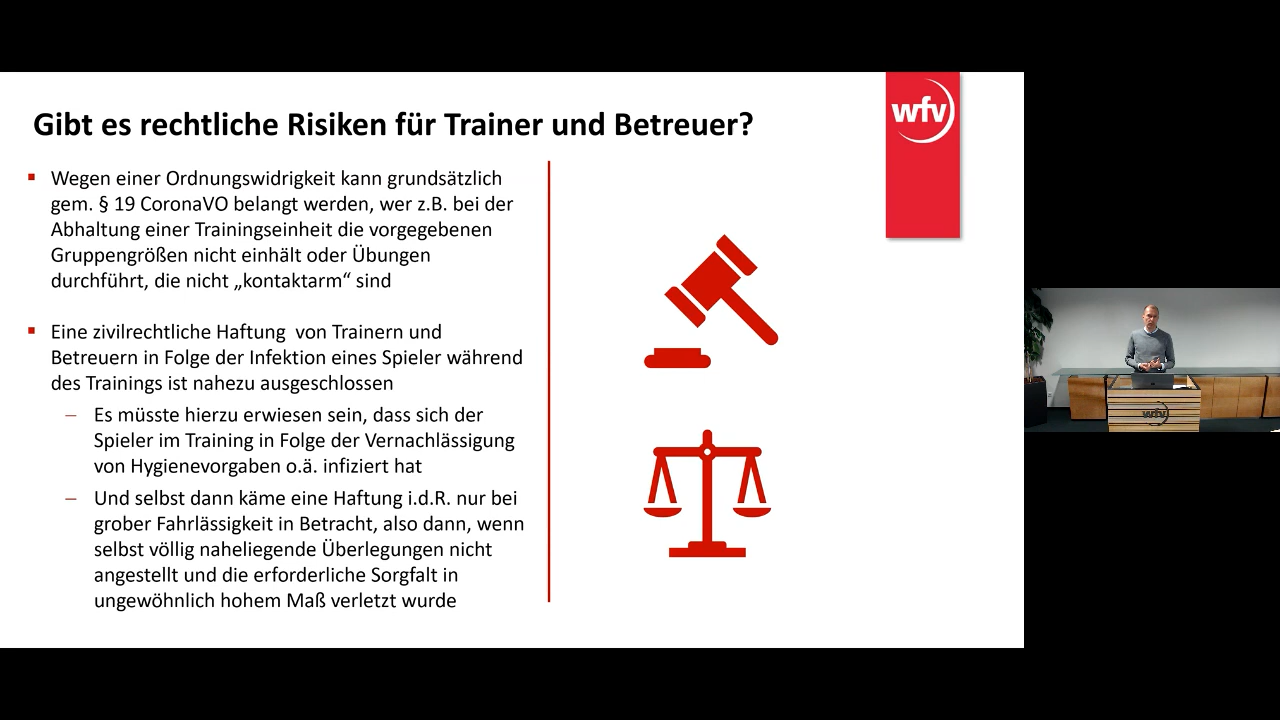 Gibt es rechtliche Risiken für Trainer und Betreuer?
wfv
▪ Wegen einer Ordnungswidrigkeit kann grundsätzlich
gem. § 19 CoronaVO belangt werden, wer z.B. bei der
Abhaltung einer Trainingseinheit die vorgegebenen
Gruppengrößen nicht einhält oder Übungen
durchführt, die nicht „kontaktarm“ sind
▪ Eine zivilrechtliche Haftung  von Trainern und
Betreuern in Folge der Infektion eines Spieler während
des Trainings ist nahezu ausgeschlossen
– Es müsste hierzu erwiesen sein, dass sich der
Spieler im Training in Folge der Vernachlässigung
von Hygienevorgaben o.ä. infiziert hat
– Und selbst dann käme eine Haftung i.d.R. nur bei
grober Fahrlässigkeit in Betracht, also dann, wenn
selbst völlig naheliegende Überlegungen nicht
angestellt und die erforderliche Sorgfalt in
ungewöhnlich hohem Maß verletzt wurde
wfv